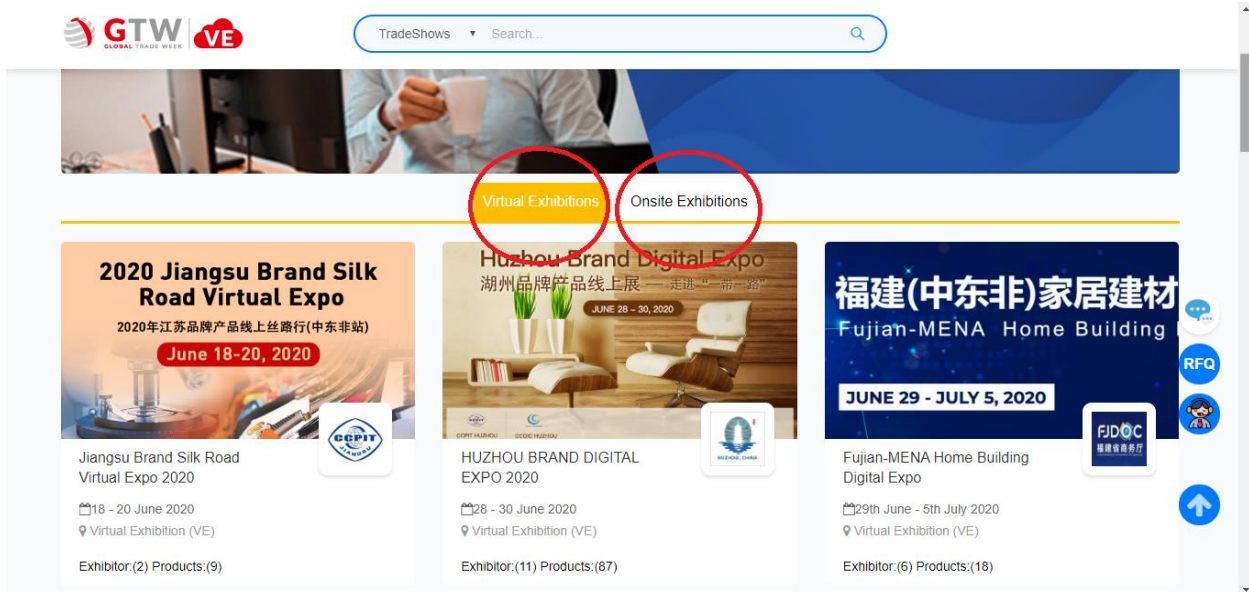 GTW VE
GLOBAL TRADE WEEK
TradeShows ▼ Search...
Virtual Exhibitions
Onsite Exhibitions
2020 Jiangsu Brand Silk
Road Virtual Expo
2020年江苏品牌产品线上丝路行(中东非站)
June 18-20, 2020
CCPIT
JIANGSU
Jiangsu Brand Silk Road
Virtual Expo 2020
18 - 20 June 2020
Virtual Exhibition (VE)
Exhibitor:(2) Products:(9)
Huzhou Brand Digital Expo
湖州品牌产品线上展 — 走进“一带一路”
JUNE 28 - 30, 2020
CCPIT HUZHOU
CCOIC HUZHOU
HUZHOU, CHINA
HUZHOU BRAND DIGITAL
EXPO 2020
28 - 30 June 2020
Virtual Exhibition (VE)
Exhibitor:(11) Products:(87)
福建(中东非)家居建材
Fujian-MENA Home Building
JUNE 29 - JULY 5, 2020
FJDOC
福建省商务厅
Fujian-MENA Home Building
Digital Expo
29th June - 5th July 2020
Virtual Exhibition (VE)
Exhibitor:(6) Products:(18)
RFQ